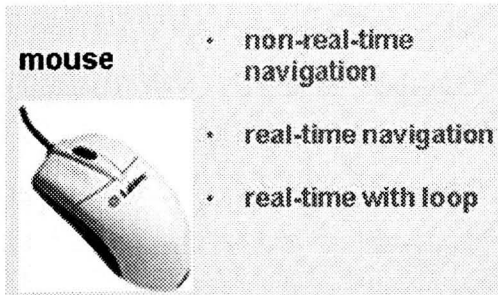 mouse
• non-real-time
navigation
• real-time navigation
• real-time with loop